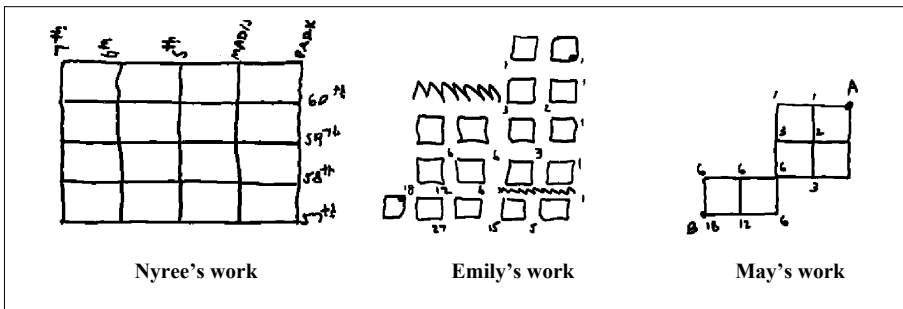 7th
6th
5th
MADIS
PARK
60th
59th
58th
57th
Nyree's work
1 1
3 2 1
6 6 3 1
18 12 6 1
27 15 5 1
Emily's work
A
1 1
3 2
6 6 6 3
B 18 12 6
May's work